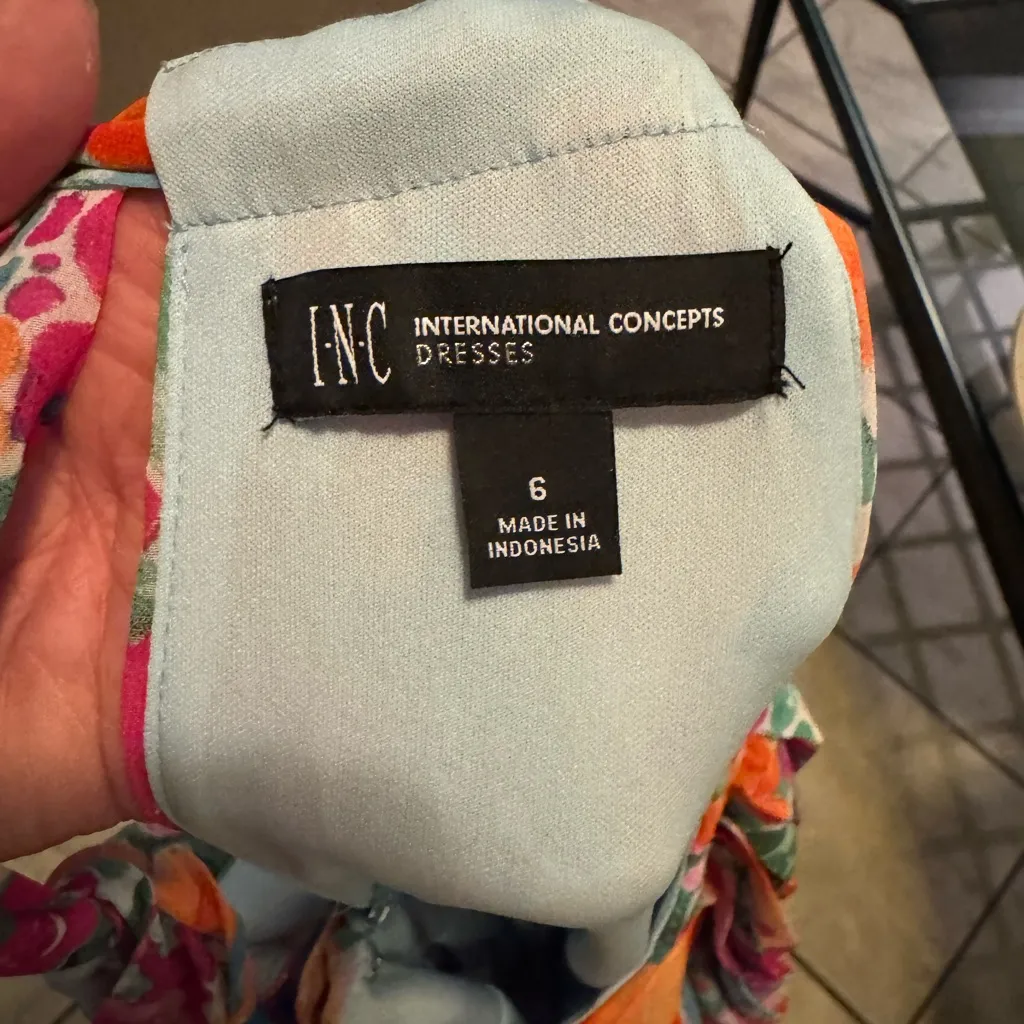 I·N·C INTERNATIONAL CONCEPTS
DRESSES
6
MADE IN
INDONESIA